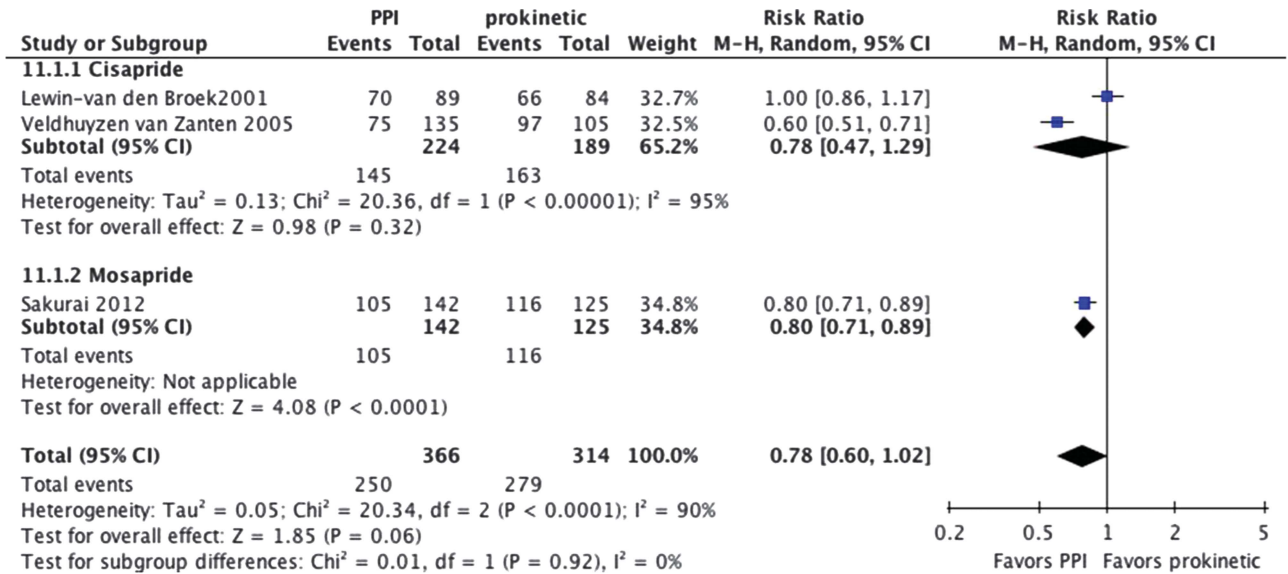 PPI prokinetic Risk Ratio Risk Ratio
Study or Subgroup Events Total Events Total Weight M-H, Random, 95% CI M-H, Random, 95% CI
11.1.1 Cisapride
Lewin-van den Broek2001 70 89 66 84 32.7% 1.00 [0.86, 1.17]
Veldhuyzen van Zanten 2005 75 135 97 105 32.5% 0.60 [0.51, 0.71]
Subtotal (95% CI) 224 189 65.2% 0.78 [0.47, 1.29]
Total events 145 163
Heterogeneity: Tau² = 0.13; Chi² = 20.36, df = 1 (P < 0.00001); I² = 95%
Test for overall effect: Z = 0.98 (P = 0.32)
11.1.2 Mosapride
Sakurai 2012 105 142 116 125 34.8% 0.80 [0.71, 0.89]
Subtotal (95% CI) 142 125 34.8% 0.80 [0.71, 0.89]
Total events 105 116
Heterogeneity: Not applicable
Test for overall effect: Z = 4.08 (P < 0.0001)
Total (95% CI) 366 314 100.0% 0.78 [0.60, 1.02]
Total events 250 279
Heterogeneity: Tau² = 0.05; Chi² = 20.34, df = 2 (P < 0.0001); I² = 90%
Test for overall effect: Z = 1.85 (P = 0.06)
Test for subgroup differences: Chi² = 0.01, df = 1 (P = 0.92), I² = 0%
0.2 0.5 1 2 5
Favors PPI Favors prokinetic